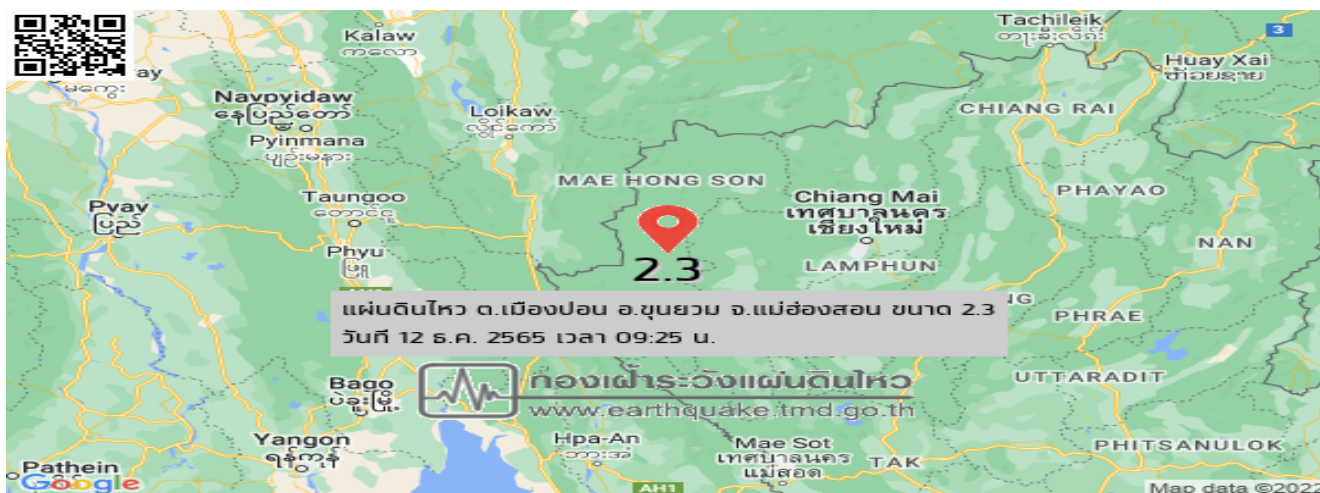 Tachileik
တာချီလိတ်
3
Kalaw
ကလော
Huay Xai
ຫ້ວຍຊາຍ
ay
မကွေး
Naypyidaw
နေပြည်တော်
Loikaw
လွိုင်ကော်
CHIANG RAI
Pyinmana
ပျဉ်းမနား
MAE HONG SON
PHAYAO
Taungoo
တောင်ငူ
Chiang Mai
เทศบาลนคร
เชียงใหม่
Pyay
ပြည်
NAN
Phyu
ဖြူး
2.3
LAMPHUN
แผ่นดินไหว ต.เมืองปอน อ.ขุนยวม จ.แม่ฮ่องสอน ขนาด 2.3
วันที่ 12 ธ.ค. 2565 เวลา 09:25 น.
NG
PHRAE
Bago
ပဲခူးမြို့
กองเฝ้าระวังแผ่นดินไหว
www.earthquake.tmd.go.th
UTTARADIT
Yangon
ရန်ကုန်
Hpa-An
ဘားအံ
Mae Sot
เทศบาลนคร
แม่สอด
TAK
PHITSANULOK
Pathein
Google
AH1
Map data ©2022